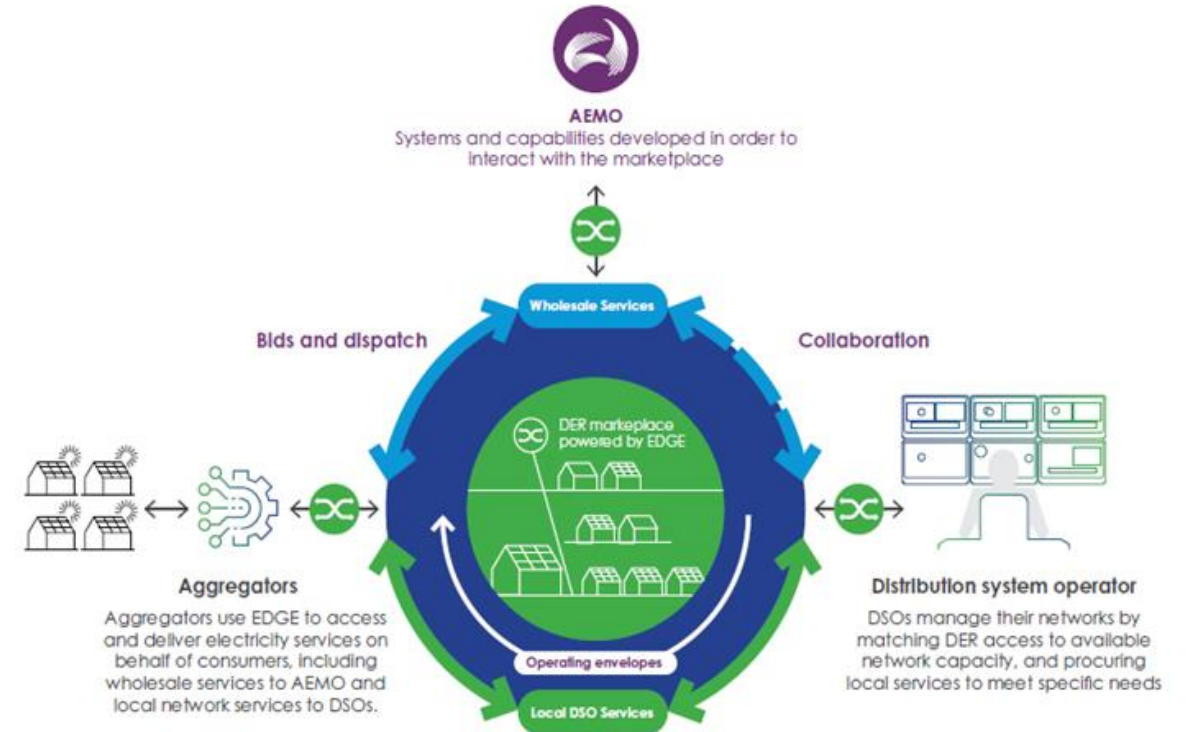 AEMO
Systems and capabilities developed in order to
interact with the marketplace
Wholesale Services
Bids and dispatch
Collaboration
DER markeplace
powered by EDGE
Aggregators
Aggregators use EDGE to access
and deliver electricity services on
behalf of consumers, including
wholesale services to AEMO and
local network services to DSOs.
Distribution system operator
DSOs manage their networks by
matching DER access to available
network capacity, and procuring
local services to meet specific needs
Operating envelopes
Local DSO Services